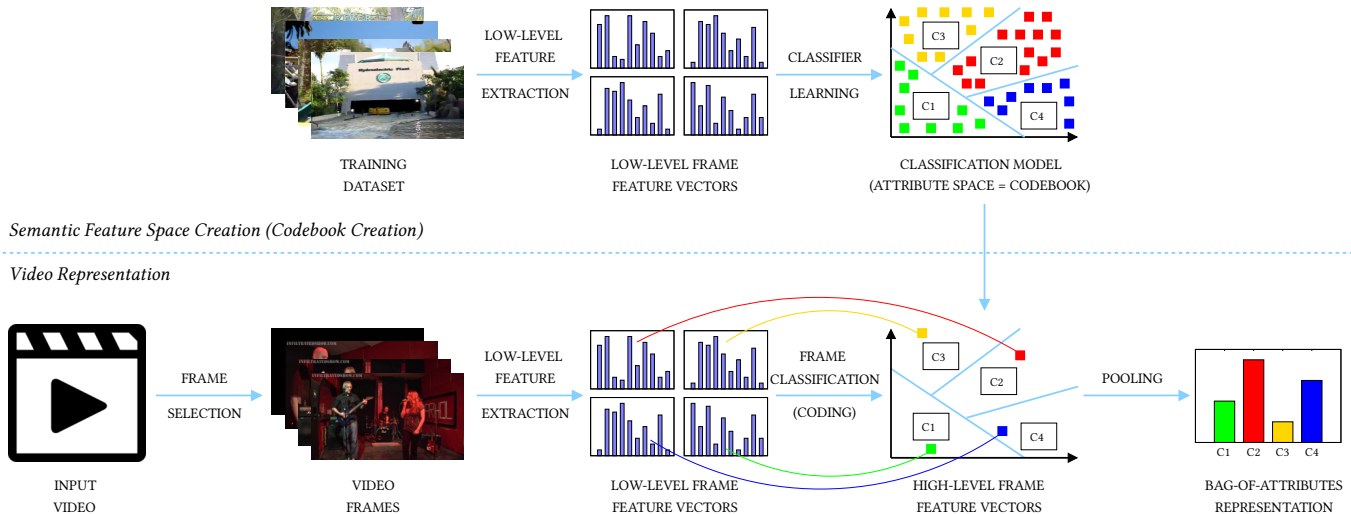 Hydroelectric Plant
LOW-LEVEL
FEATURE
EXTRACTION
CLASSIFIER
LEARNING
C3
C2
C1
C4
TRAINING
DATASET
LOW-LEVEL FRAME
FEATURE VECTORS
CLASSIFICATION MODEL
(ATTRIBUTE SPACE = CODEBOOK)
Semantic Feature Space Creation (Codebook Creation)
Video Representation
FRAME
SELECTION
LOW-LEVEL
FEATURE
EXTRACTION
FRAME
CLASSIFICATION
(CODING)
C3
C2
C1
C4
POOLING
C1 C2 C3 C4
INPUT
VIDEO
VIDEO
FRAMES
LOW-LEVEL FRAME
FEATURE VECTORS
HIGH-LEVEL FRAME
FEATURE VECTORS
BAG-OF-ATTRIBUTES
REPRESENTATION